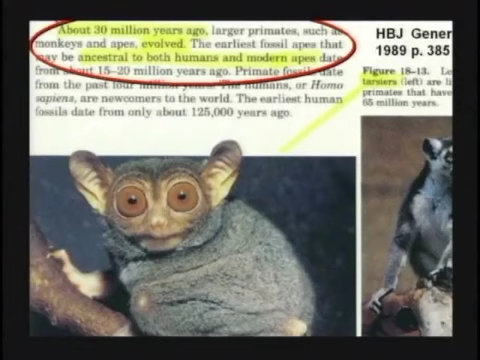 About 30 million years ago, larger primates, such as
monkeys and apes, evolved. The earliest fossil apes that
may be ancestral to both humans and modern apes date
from about 15–20 million years ago. Primate fossils date
from the past four million years. The humans, or Homo
sapiens, are newcomers to the world. The earliest human
fossils date from only about 125,000 years ago.
HBJ Gener
1989 p. 385
Figure 18–13. Le
tarsiers (left) are li
primates that have
65 million years.